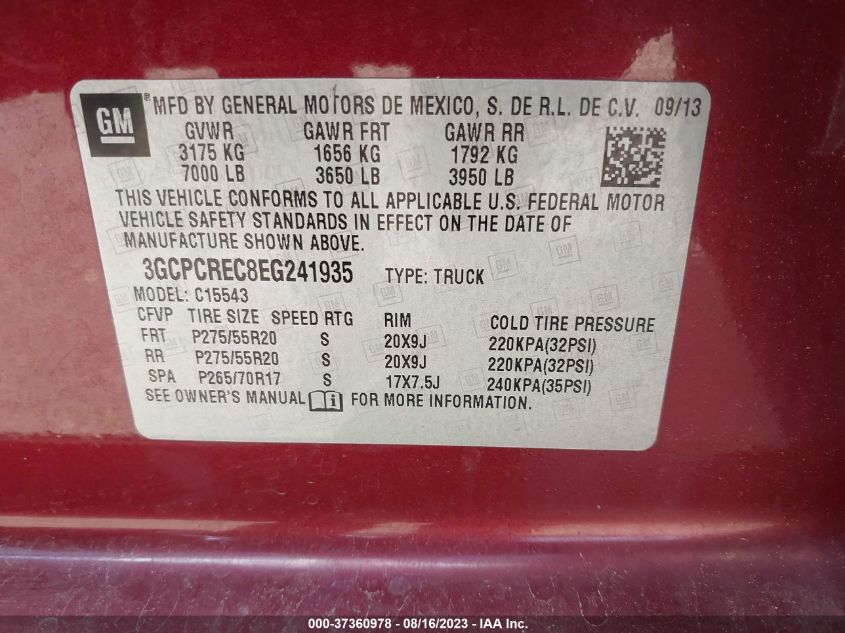 GM ® MFD BY GENERAL MOTORS DE MEXICO, S. DE R.L. DE C.V. 09/13
GVWR GAWR FRT GAWR RR
3175 KG 1656 KG 1792 KG
7000 LB 3650 LB 3950 LB
THIS VEHICLE CONFORMS TO ALL APPLICABLE U.S. FEDERAL MOTOR
VEHICLE SAFETY STANDARDS IN EFFECT ON THE DATE OF
MANUFACTURE SHOWN ABOVE.
3GCPCREC8EG241935 TYPE: TRUCK
MODEL: C15543
CFVP TIRE SIZE SPEED RTG RIM COLD TIRE PRESSURE
FRT P275/55R20 S 20X9J 220KPA(32PSI)
RR P275/55R20 S 20X9J 220KPA(32PSI)
SPA P265/70R17 S 17X7.5J 240KPA(35PSI)
SEE OWNER'S MANUAL i FOR MORE INFORMATION.
000-37360978 - 08/16/2023 - IAA Inc.